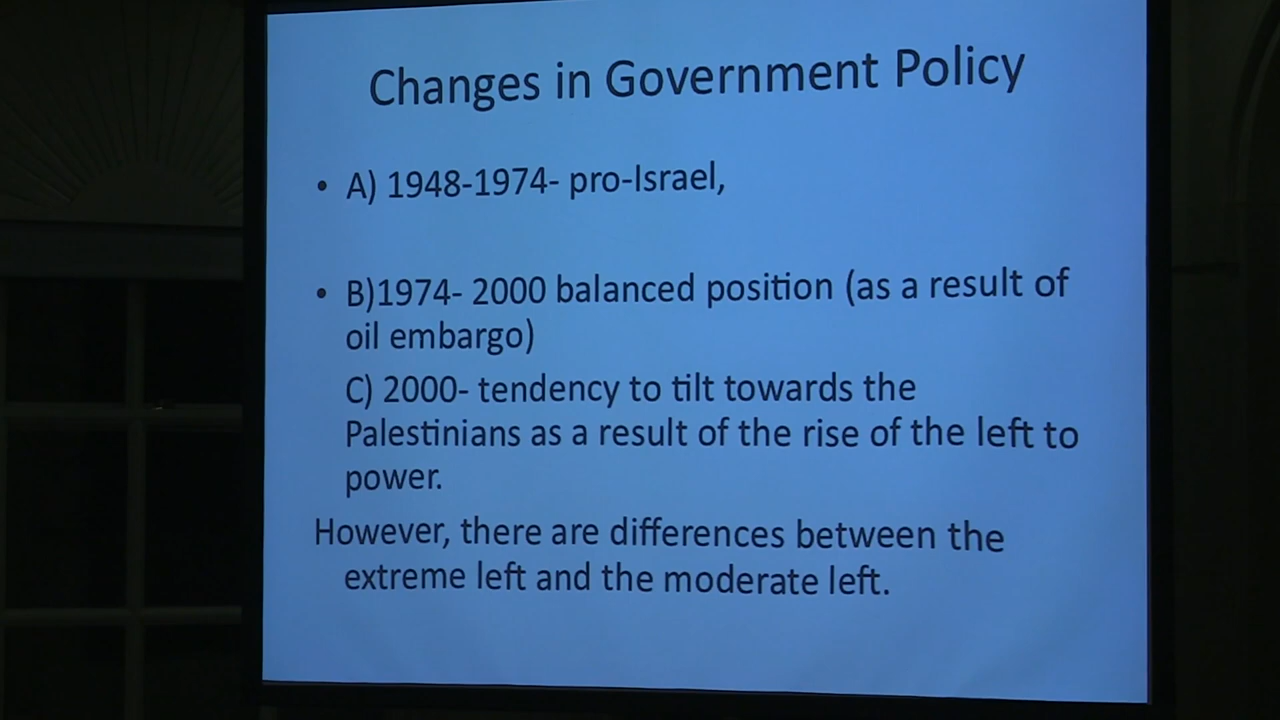 Changes in Government Policy
• A) 1948-1974- pro-Israel,
• B)1974- 2000 balanced position (as a result of
oil embargo)
C) 2000- tendency to tilt towards the
Palestinians as a result of the rise of the left to
power.
However, there are differences between the
extreme left and the moderate left.